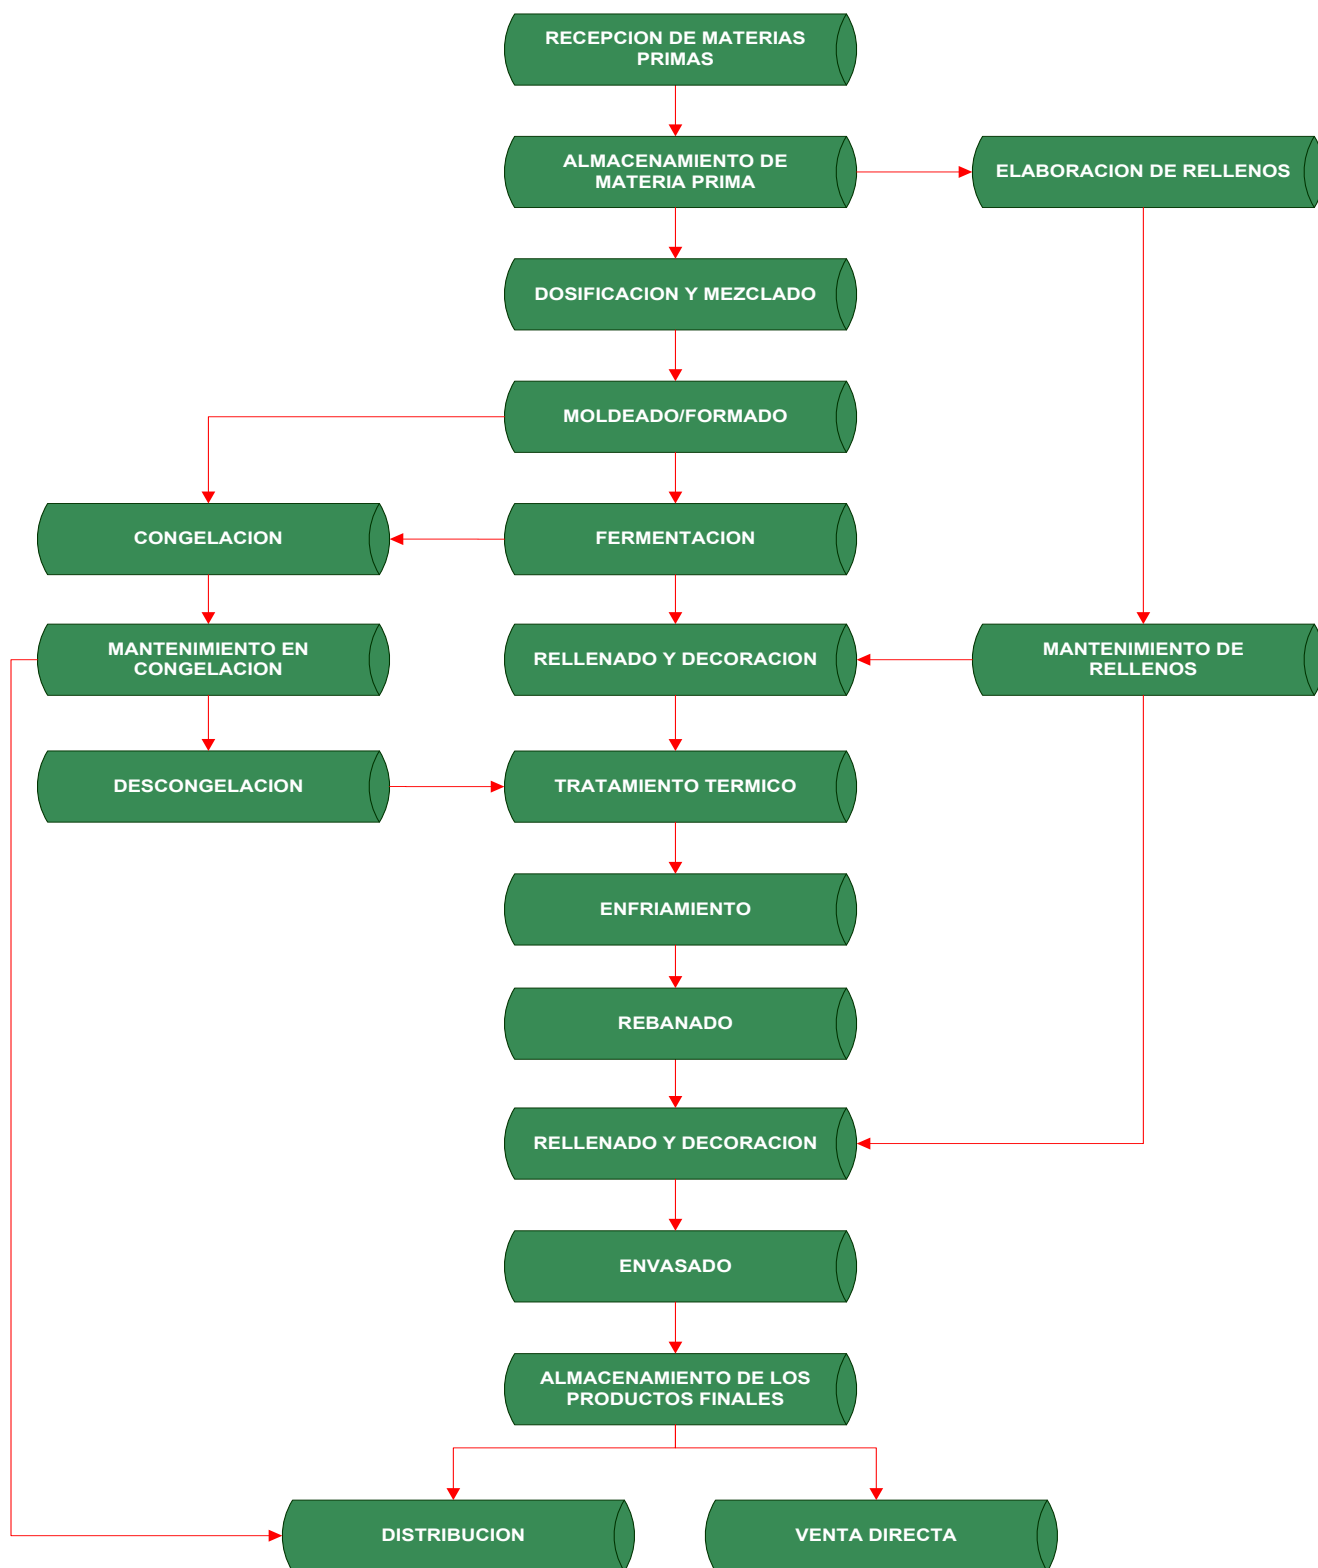 RECEPCION DE MATERIAS
PRIMAS
ALMACENAMIENTO DE
MATERIA PRIMA
ELABORACION DE RELLENOS
DOSIFICACION Y MEZCLADO
MOLDEADO/FORMADO
CONGELACION
FERMENTACION
MANTENIMIENTO EN
CONGELACION
RELLENADO Y DECORACION
MANTENIMIENTO DE
RELLENOS
DESCONGELACION
TRATAMIENTO TERMICO
ENFRIAMIENTO
REBANADO
RELLENADO Y DECORACION
ENVASADO
ALMACENAMIENTO DE LOS
PRODUCTOS FINALES
DISTRIBUCION
VENTA DIRECTA